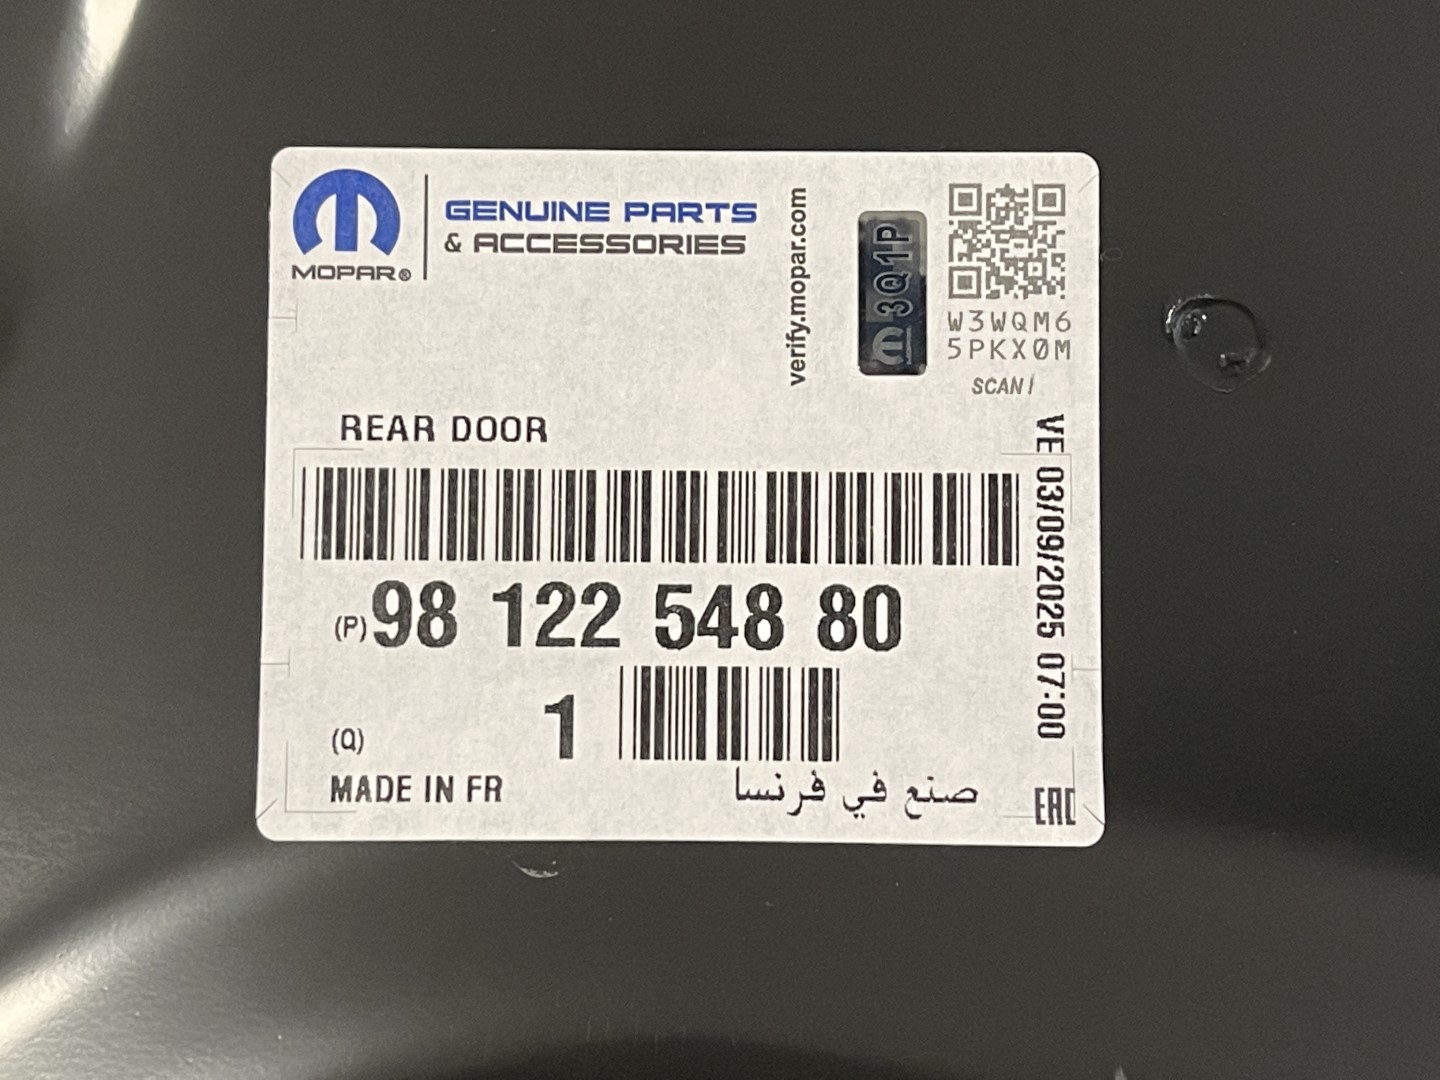 MOPAR®
GENUINE PARTS
& ACCESSORIES
verify.mopar.com
3Q1P
MOPAR
W3WQM6
5PKX0M
SCAN
REAR DOOR
VE 03/09/2025 07:00
(P) 98 122 548 80
(Q) 1
MADE IN FR
صنع في فرنسا
EAC